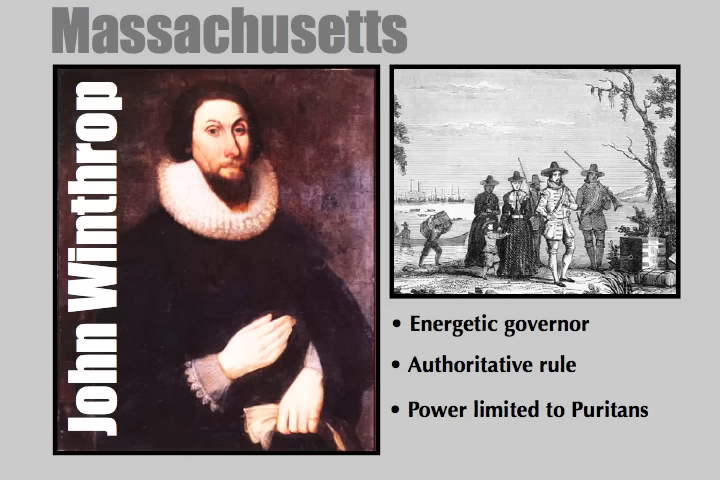 Massachusetts
John Winthrop
• Energetic governor
• Authoritative rule
• Power limited to Puritans